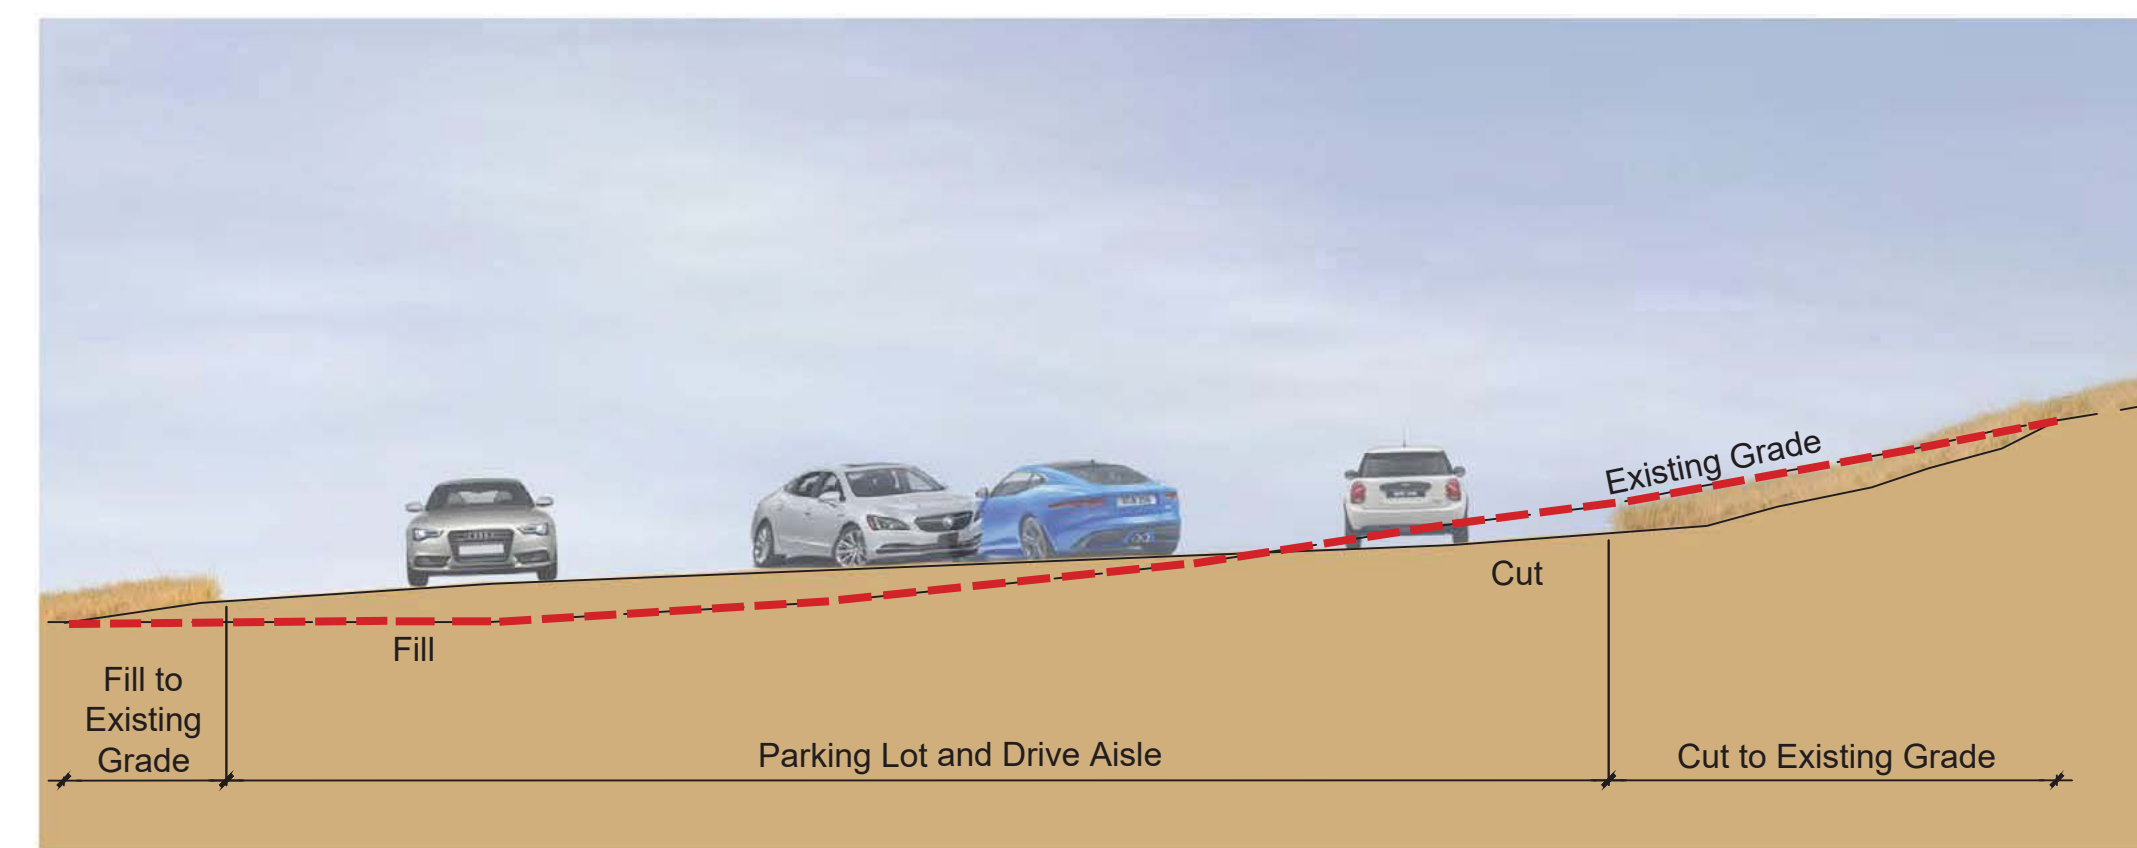 Existing Grade
Cut
Fill
Fill to
Existing
Grade
Parking Lot and Drive Aisle
Cut to Existing Grade